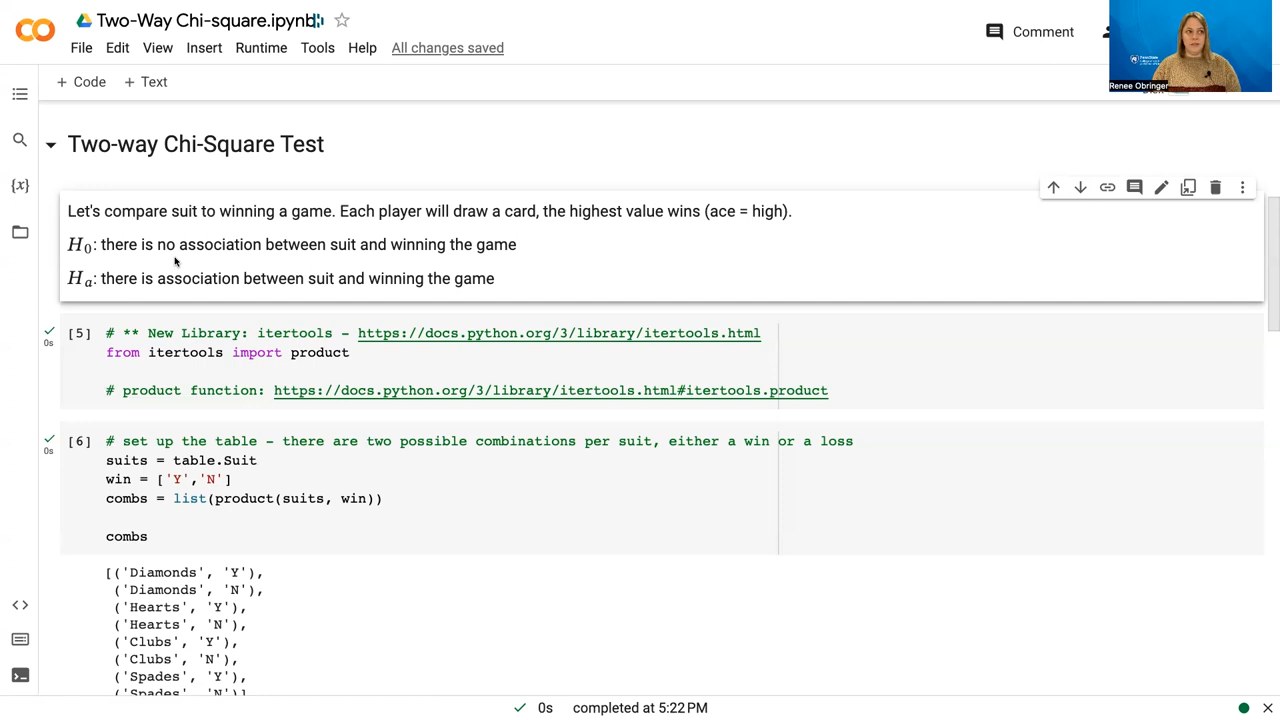 Two-Way Chi-square.ipynb
File Edit View Insert Runtime Tools Help All changes saved
Comment
Renee Obringer
+ Code + Text
Two-way Chi-Square Test
Let's compare suit to winning a game. Each player will draw a card, the highest value wins (ace = high).
H0: there is no association between suit and winning the game
Ha: there is association between suit and winning the game
[5] # ** New Library: itertools - https://docs.python.org/3/library/itertools.html
0s
from itertools import product
# product function: https://docs.python.org/3/library/itertools.html#itertools.product
[6] # set up the table - there are two possible combinations per suit, either a win or a loss
0s
suits = table.Suit
win = ['Y','N']
combs = list(product(suits, win))
combs
[('Diamonds', 'Y'),
('Diamonds', 'N'),
('Hearts', 'Y'),
('Hearts', 'N'),
('Clubs', 'Y'),
('Clubs', 'N'),
('Spades', 'Y'),
('Spades', 'N')]
0s completed at 5:22 PM